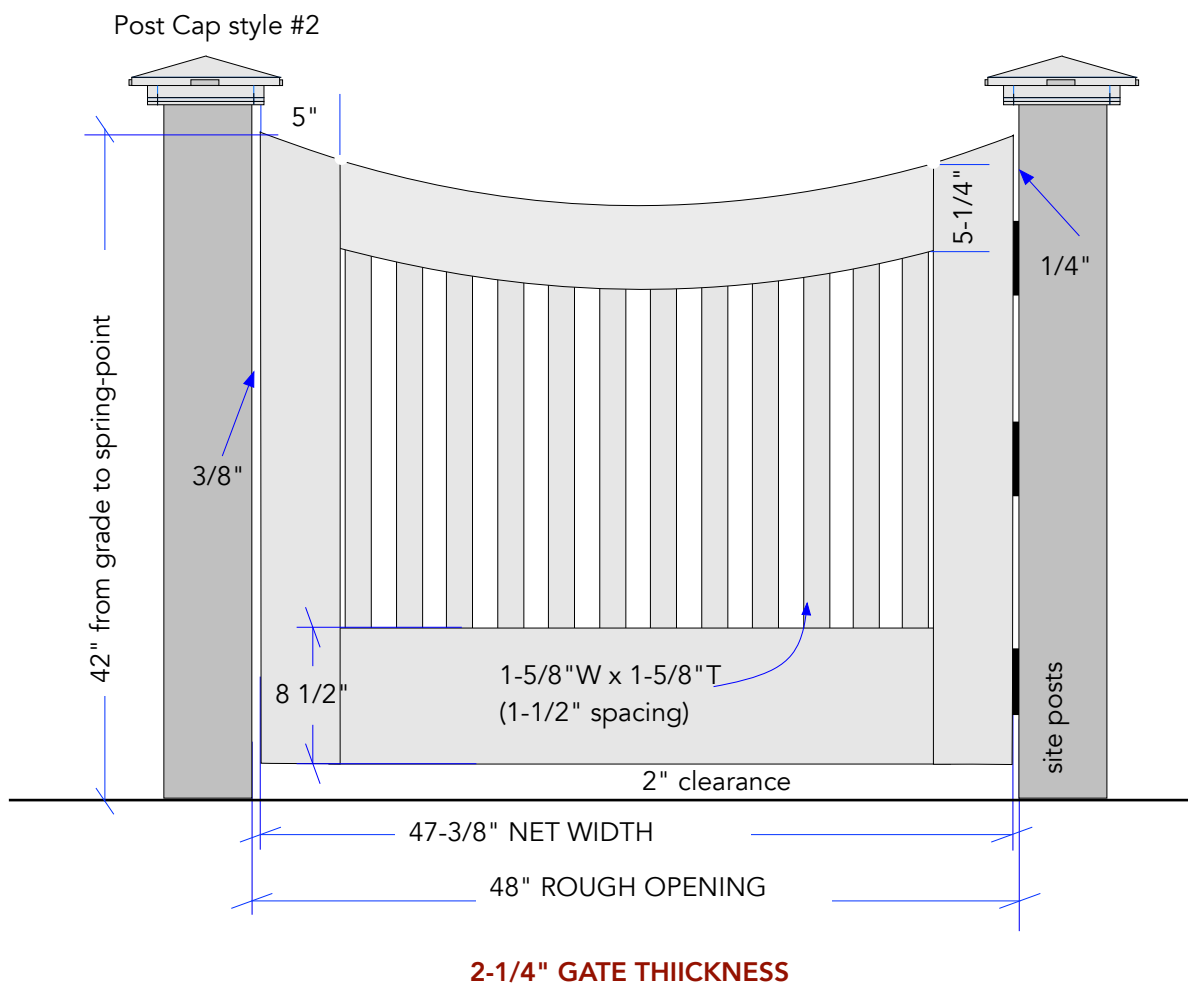 Post Cap style #2
5"
5-1/4"
1/4"
42" from grade to spring-point
3/8"
8 1/2"
1-5/8"W x 1-5/8"T
(1-1/2" spacing)
site posts
2" clearance
47-3/8" NET WIDTH
48" ROUGH OPENING
2-1/4" GATE THIICKNESS